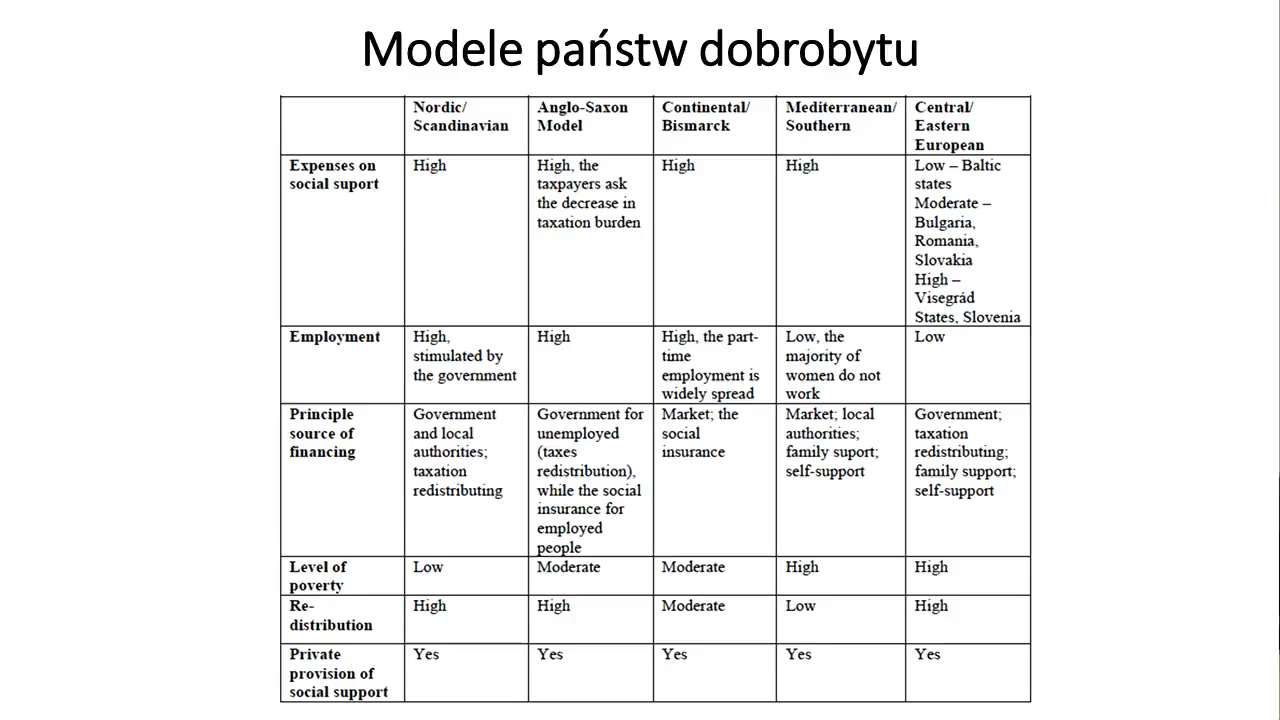 Modele państw dobrobytu
Nordic/
Scandinavian
Anglo-Saxon
Model
Continental/
Bismarck
Mediterranean/
Southern
Central/
Eastern
European
Expenses on
social suport
High
High, the
taxpayers ask
the decrease in
taxation burden
High
High
Low – Baltic
states
Moderate –
Bulgaria,
Romania,
Slovakia
High –
Visegrád
States, Slovenia
Employment
High,
stimulated by
the government
High
High, the part-
time
employment is
widely spread
Low, the
majority of
women do not
work
Low
Principle
source of
financing
Government
and local
authorities;
taxation
redistributing
Government for
unemployed
(taxes
redistribution),
while the social
insurance for
employed
people
Market; the
social
insurance
Market; local
authorities;
family suport;
self-support
Government;
taxation
redistributing;
family support;
self-support
Level of
poverty
Low
Moderate
Moderate
High
High
Re-
distribution
High
High
Moderate
Low
High
Private
provision of
social support
Yes
Yes
Yes
Yes
Yes